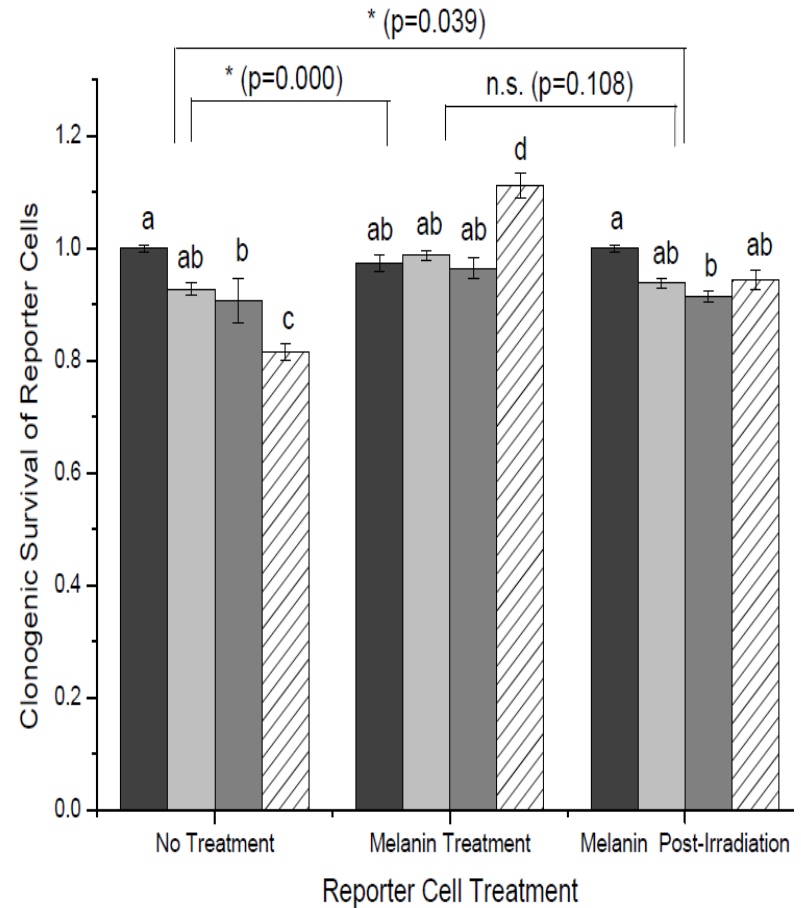 * (p=0.039)
* (p=0.000)
n.s. (p=0.108)
1.2
d
a
ab
b
ab
ab
ab
a
ab
b
ab
1.0
c
0.8
0.6
0.4
0.2
0.0
Clonogenic Survival of Reporter Cells
No Treatment
Melanin Treatment
Melanin Post-Irradiation
Reporter Cell Treatment